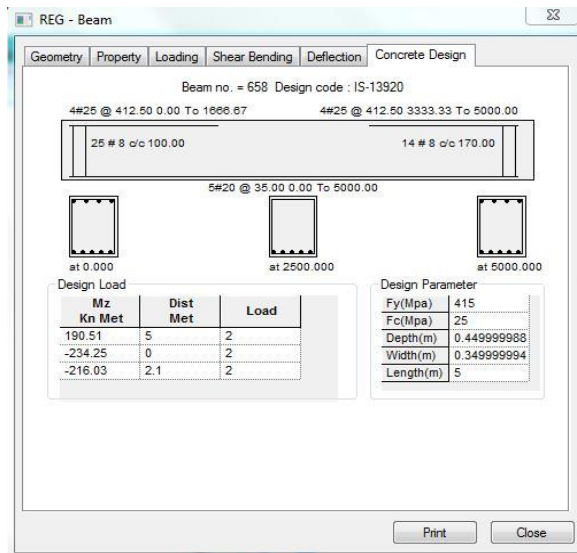 REG - Beam
Geometry Property Loading Shear Bending Deflection Concrete Design
Beam no. = 658 Design code : IS-13920
4#25 @ 412.50 0.00 To 1666.67 4#25 @ 412.50 3333.33 To 5000.00
25 # 8 c/c 100.00 14 # 8 c/c 170.00
5#20 @ 35.00 0.00 To 5000.00
at 0.000 at 2500.000 at 5000.000
Design Load Design Parameter
Mz Dist Load
Kn Met Met
190.51 5 2
-234.25 0 2
-216.03 2.1 2
Fy(Mpa) 415
Fc(Mpa) 25
Depth(m) 0.449999988
Width(m) 0.349999994
Length(m) 5
Print Close